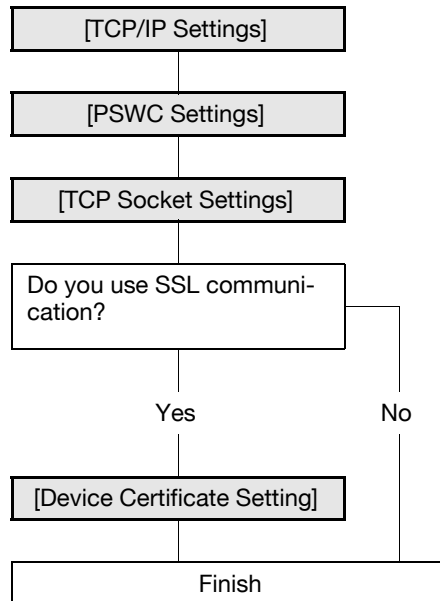 [TCP/IP Settings]
[PSWC Settings]
[TCP Socket Settings]
Do you use SSL communi-
cation?
Yes
No
[Device Certificate Setting]
Finish